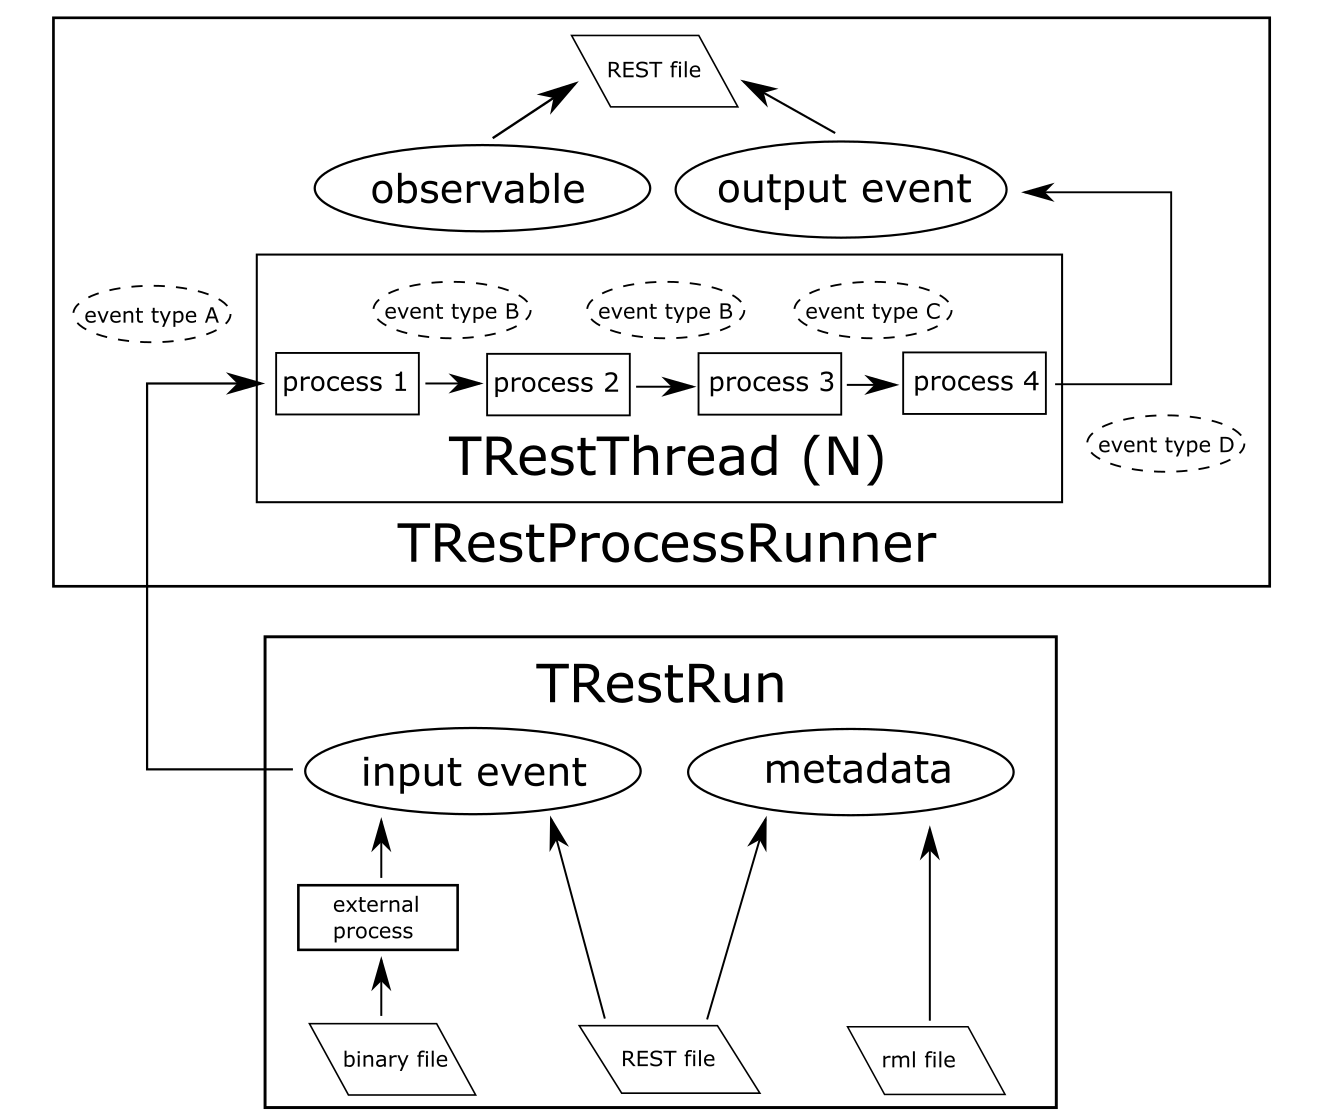 REST file
observable
output event
event type A
event type B
event type B
event type C
process 1
process 2
process 3
process 4
event type D
TRestThread (N)
TRestProcessRunner
TRestRun
input event
metadata
external
process
binary file
REST file
rml file